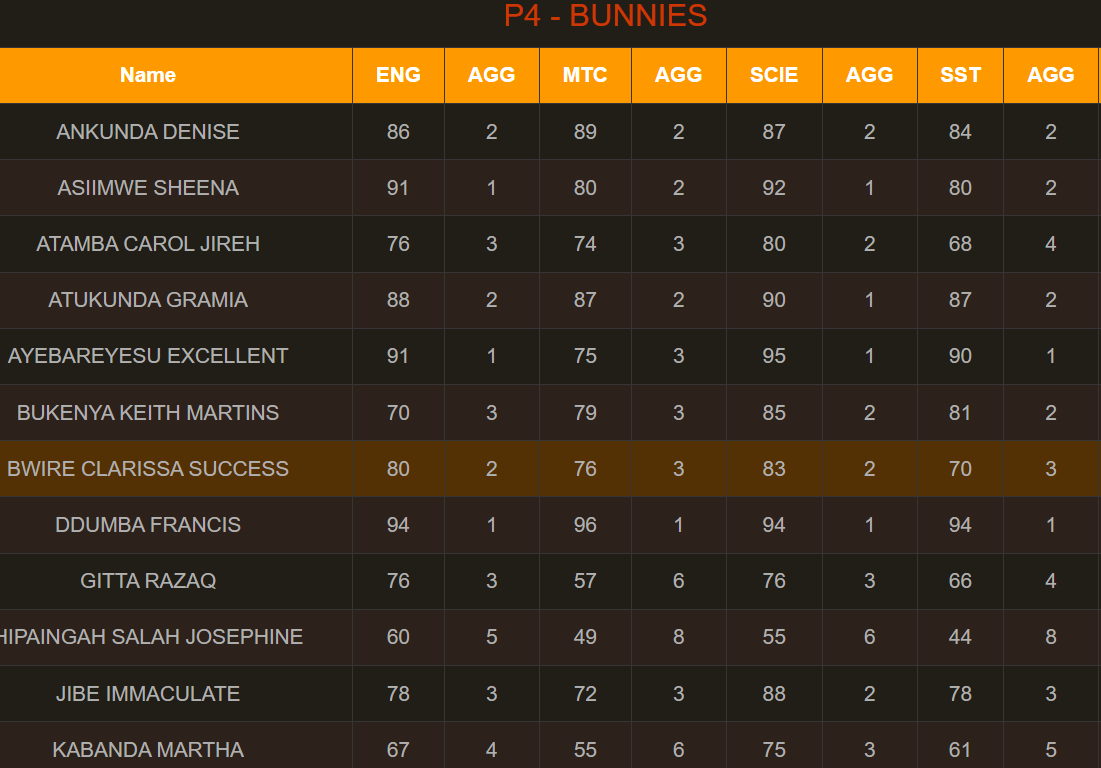 P4 - BUNNIES
Name ENG AGG MTC AGG SCIE AGG SST AGG
ANKUNDA DENISE 86 2 89 2 87 2 84 2
ASIIMWE SHEENA 91 1 80 2 92 1 80 2
ATAMBA CAROL JIREH 76 3 74 3 80 2 68 4
ATUKUNDA GRAMIA 88 2 87 2 90 1 87 2
AYEBAREYESU EXCELLENT 91 1 75 3 95 1 90 1
BUKENYA KEITH MARTINS 70 3 79 3 85 2 81 2
BWIRE CLARISSA SUCCESS 80 2 76 3 83 2 70 3
DDUMBA FRANCIS 94 1 96 1 94 1 94 1
GITTA RAZAQ 76 3 57 6 76 3 66 4
SALAH JOSEPHINE 60 5 49 8 55 6 44 8
JIBE IMMACULATE 78 3 72 3 88 2 78 3
KABANDA MARTHA 67 4 55 6 75 3 61 5